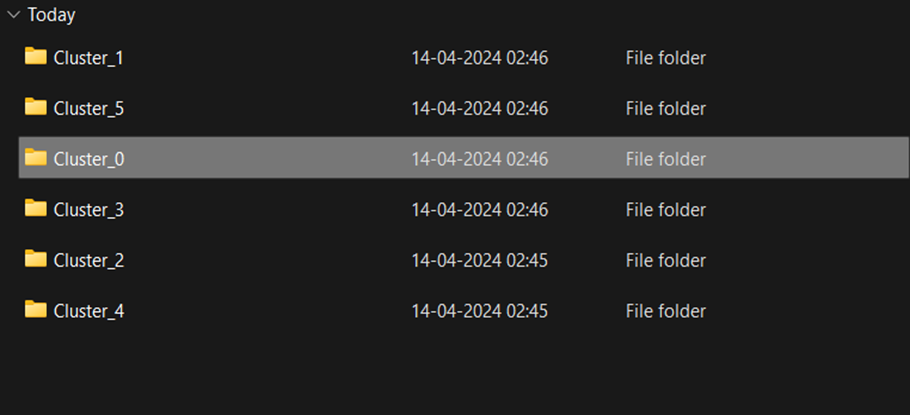 Today
Cluster_1 14-04-2024 02:46 File folder
Cluster_5 14-04-2024 02:46 File folder
Cluster_0 14-04-2024 02:46 File folder
Cluster_3 14-04-2024 02:46 File folder
Cluster_2 14-04-2024 02:45 File folder
Cluster_4 14-04-2024 02:45 File folder